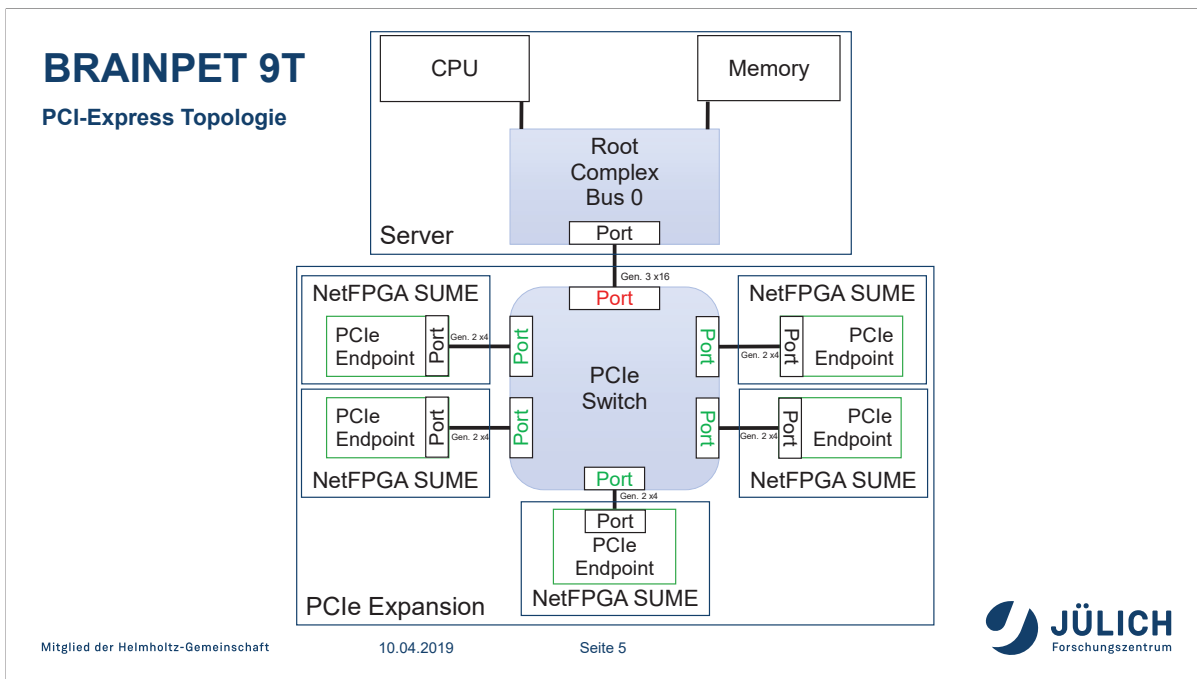 BRAINPET 9T
PCI-Express Topologie
CPU
Memory
Root
Complex
Bus 0
Port
Server
Gen. 3 x16
Port
NetFPGA SUME
PCIe
Endpoint
Port
Gen. 2 x4
Port
NetFPGA SUME
Port
Gen. 2 x4
Port
PCIe
Endpoint
PCIe
Switch
PCIe
Endpoint
Port
Gen. 2 x4
Port
NetFPGA SUME
Port
Gen. 2 x4
Port
PCIe
Endpoint
NetFPGA SUME
Port
Gen. 2 x4
Port
PCIe
Endpoint
NetFPGA SUME
PCIe Expansion
Mitglied der Helmholtz-Gemeinschaft
10.04.2019
Seite 5
JÜLICH
Forschungszentrum